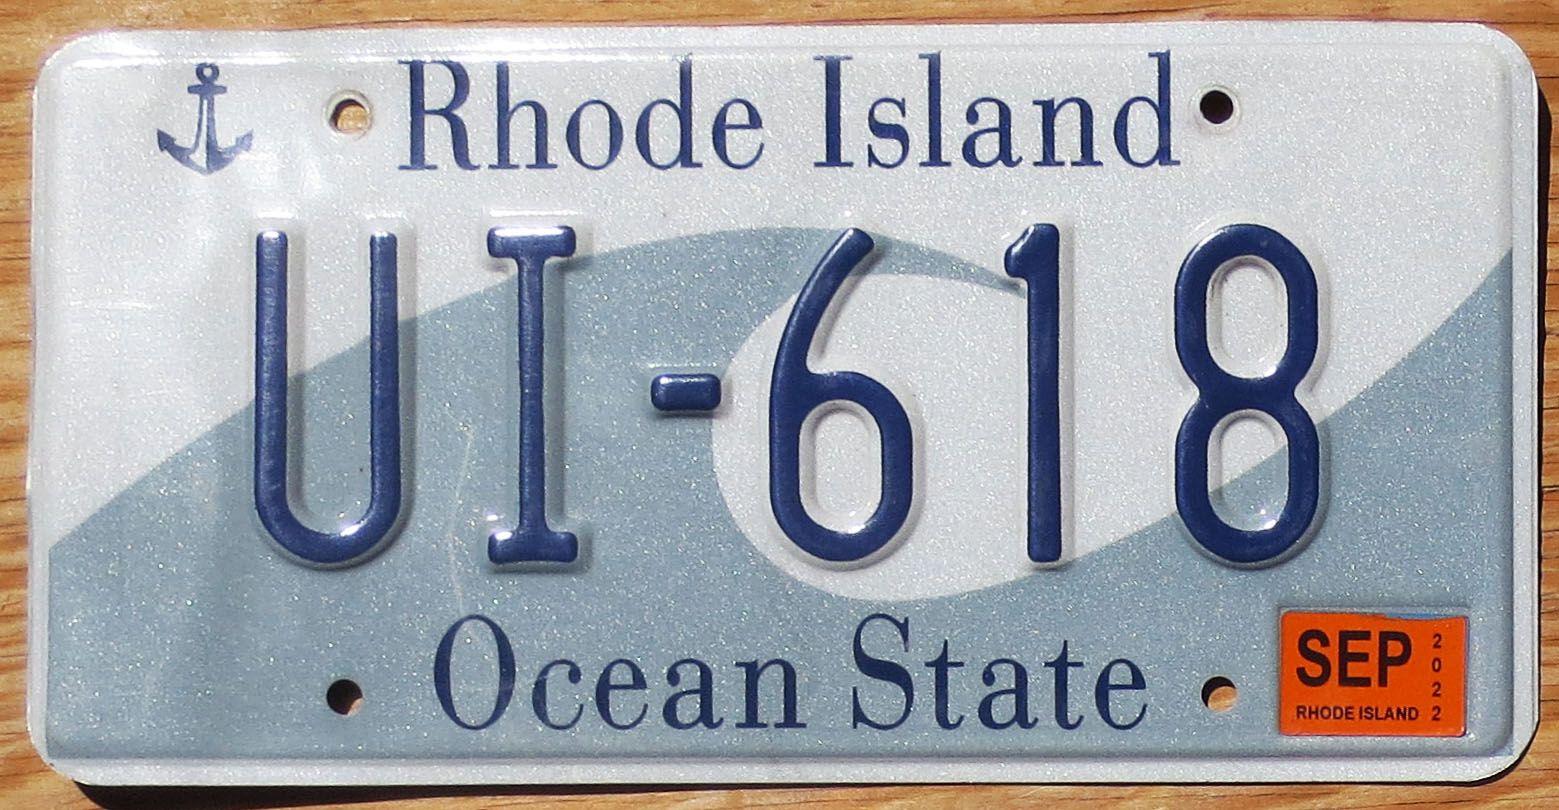 Rhode Island
UI-618
Ocean State
SEP 2022
RHODE ISLAND